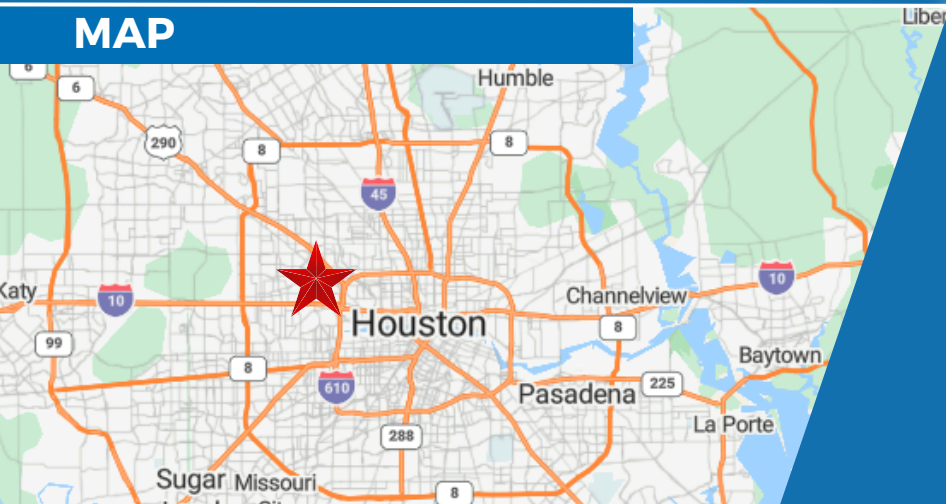 MAP
Liber
Humble
6
6
290
8
8
45
Katy
10
10
Channelview
Houston
8
99
Baytown
8
610
Pasadena
225
La Porte
288
Sugar
Missouri
8